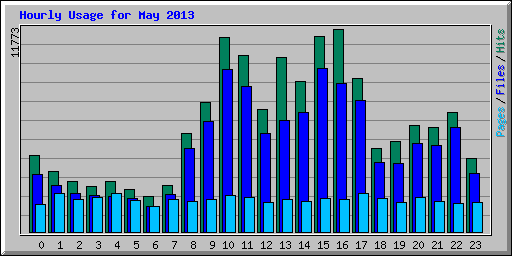 Hourly Usage for May 2013
11773
Pages / Files / Hits
0 1 2 3 4 5 6 7 8 9 10 11 12 13 14 15 16 17 18 19 20 21 22 23